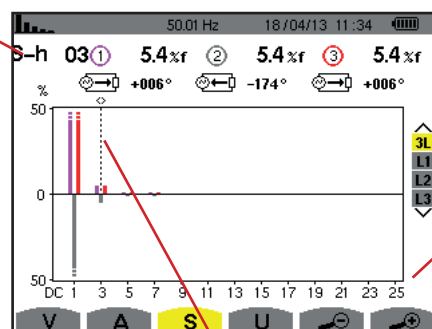 50.01 Hz 18/04/13 11:34
S-h 03 1 5.4%f 2 5.4%f 3 5.4%f
+006° -174° +006°
%
50
3L
L1
L2
L3
0
50
DC 1 3 5 7 9 11 13 15 17 19 21 23 25
V A S U